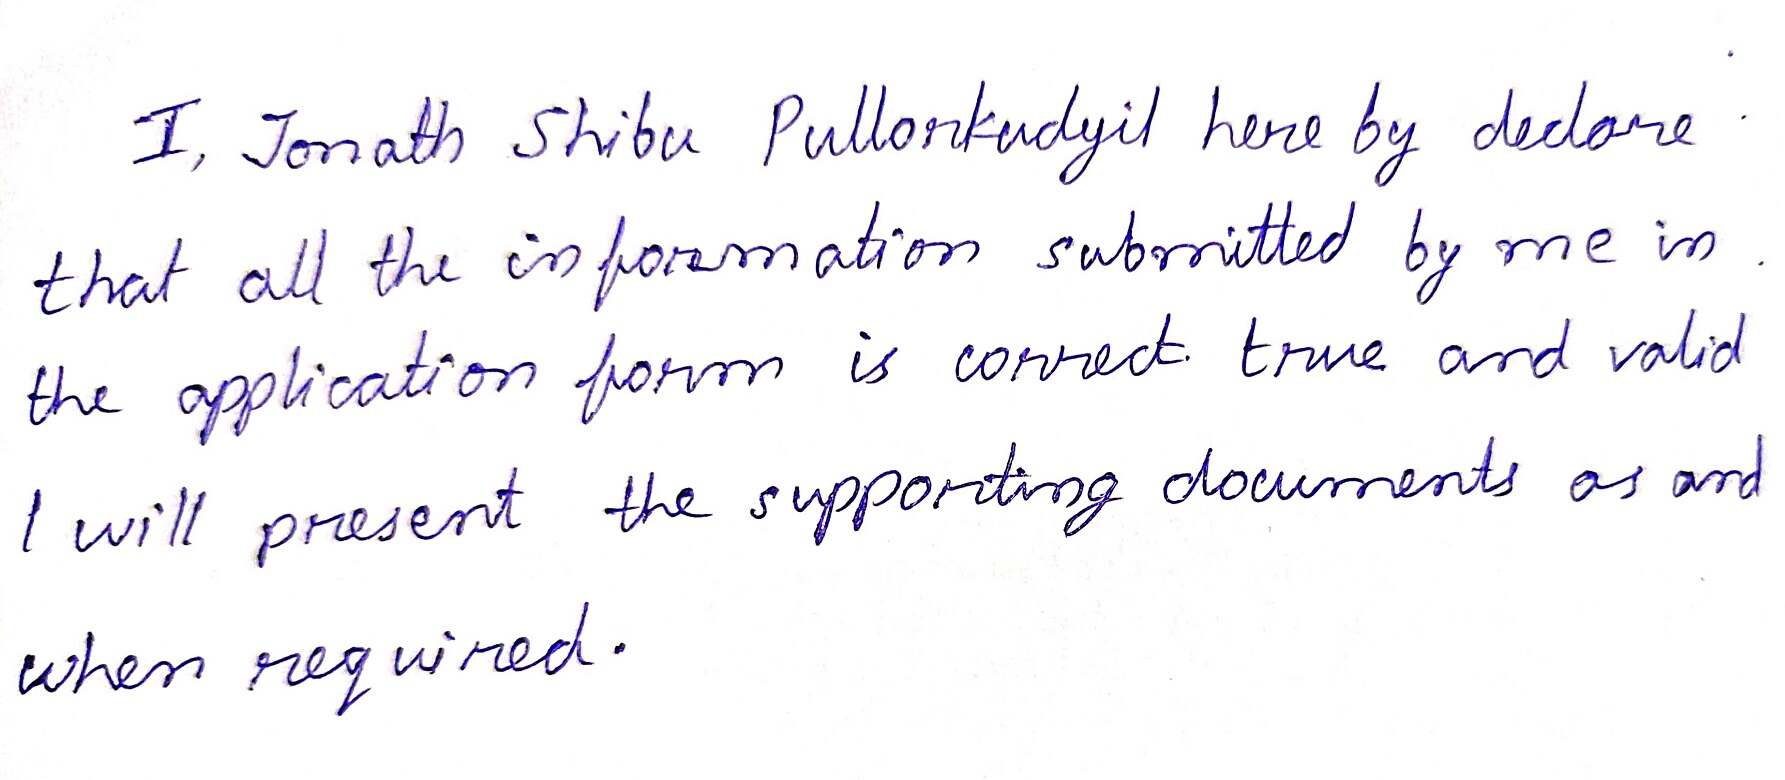 I, Jonath Shibu Pullorkudyil here by declare
that all the information submitted by me in
the application form is correct true and valid
I will present the supporting documents as and
when required.